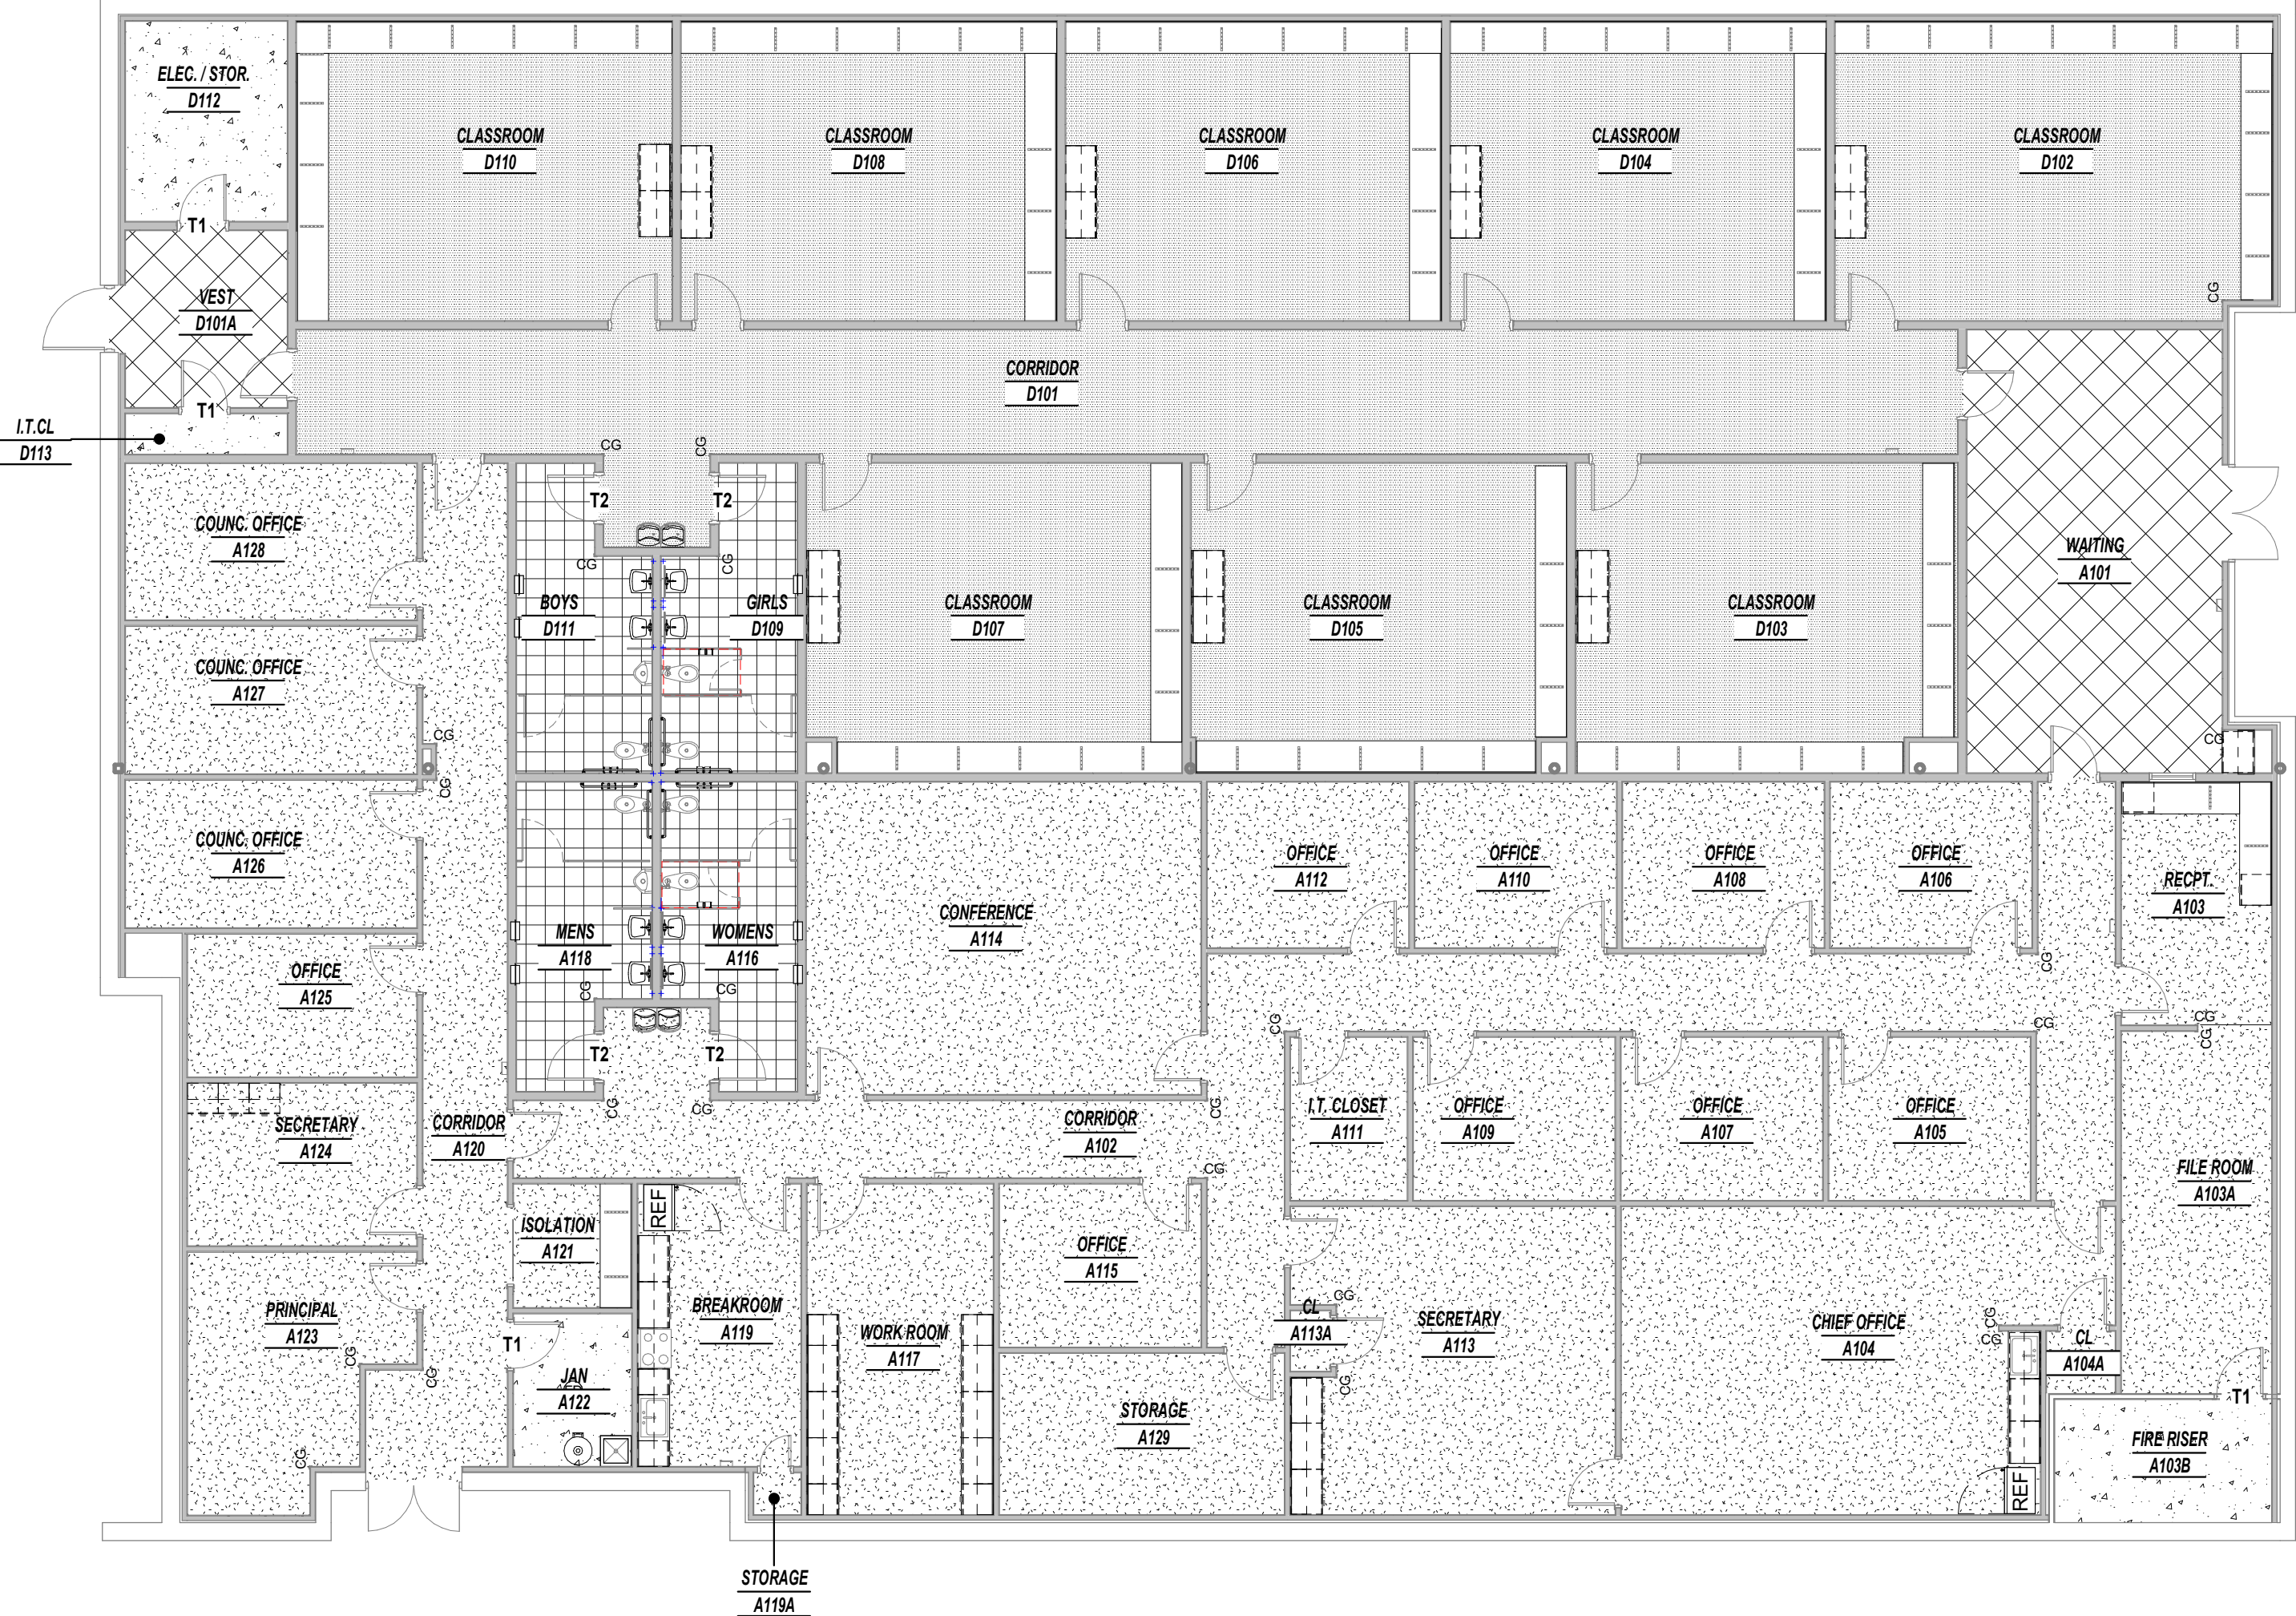 ELEC. / STOR.
D112
CLASSROOM
D110
CLASSROOM
D108
CLASSROOM
D106
CLASSROOM
D104
CLASSROOM
D102
T1
VEST
D101A
CG
T1
CORRIDOR
D101
I.T.CL
D113
CG
CG
T2
T2
COUNC. OFFICE
A128
CG
CG
BOYS
D111
GIRLS
D109
CLASSROOM
D107
CLASSROOM
D105
CLASSROOM
D103
WAITING
A101
COUNC. OFFICE
A127
CG
CG
CG
COUNC. OFFICE
A126
OFFICE
A112
OFFICE
A110
OFFICE
A108
OFFICE
A106
RECPT.
A103
CONFERENCE
A114
MENS
A118
WOMENS
A116
OFFICE
A125
CG
CG
CG
CG
CG
CG
CG
T2
T2
CG
CG
CG
SECRETARY
A124
CORRIDOR
A120
CORRIDOR
A102
I.T. CLOSET
A111
OFFICE
A109
OFFICE
A107
OFFICE
A105
CG
FILE ROOM
A103A
REF
ISOLATION
A121
OFFICE
A115
PRINCIPAL
A123
BREAKROOM
A119
WORK ROOM
A117
CG
CL
A113A
SECRETARY
A113
CHIEF OFFICE
A104
CG
CG
CL
A104A
T1
CG
CG
CG
JAN
A122
T1
STORAGE
A129
CG
FIRE RISER
A103B
REF
STORAGE
A119A